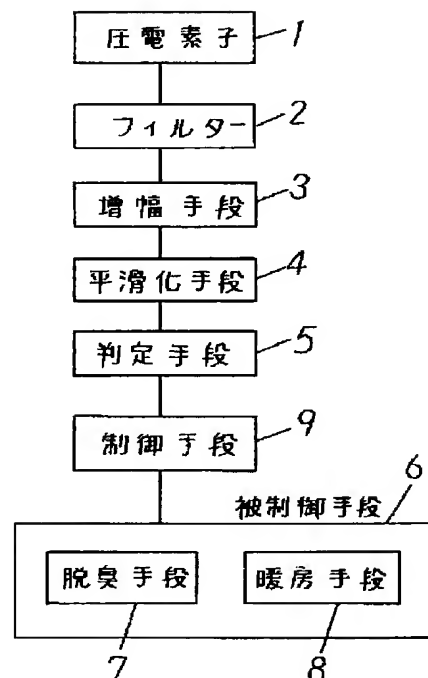 圧電素子 1
フィルター 2
増幅手段 3
平滑化手段 4
判定手段 5
制御手段 9
被制御手段 6
脱臭手段 暖房手段
7 8